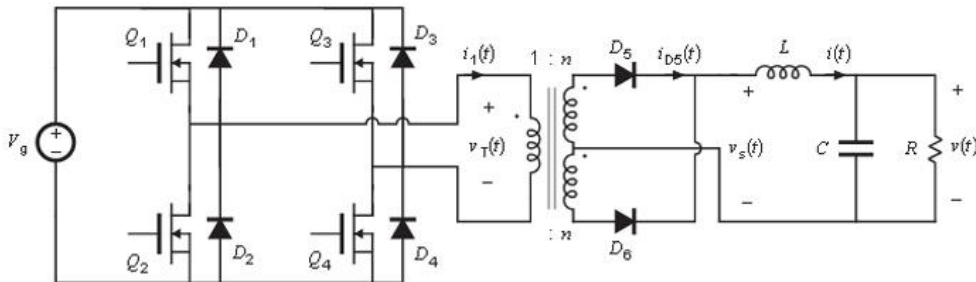 Q1 D1 Q3 D3 i1(t) 1 : n D5 iD5(t) L i(t)
+ + + +
Vg vT(t) vs(t) C R v(t)
− − − −
Q2 D2 Q4 D4 : n D6